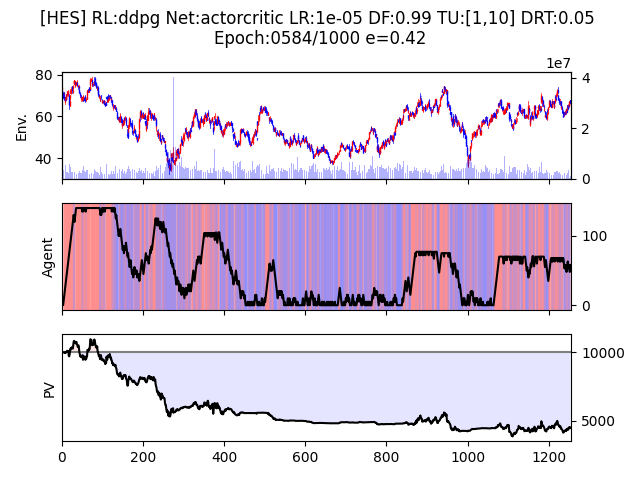 [HES] RL:ddpg Net:actorcritic LR:1e-05 DF:0.99 TU:[1,10] DRT:0.05
Epoch:0584/1000 e=0.42
1e7
80
60
40
Env.
4
2
0
Agent
100
0
PV
10000
5000
0
200
400
600
800
1000
1200